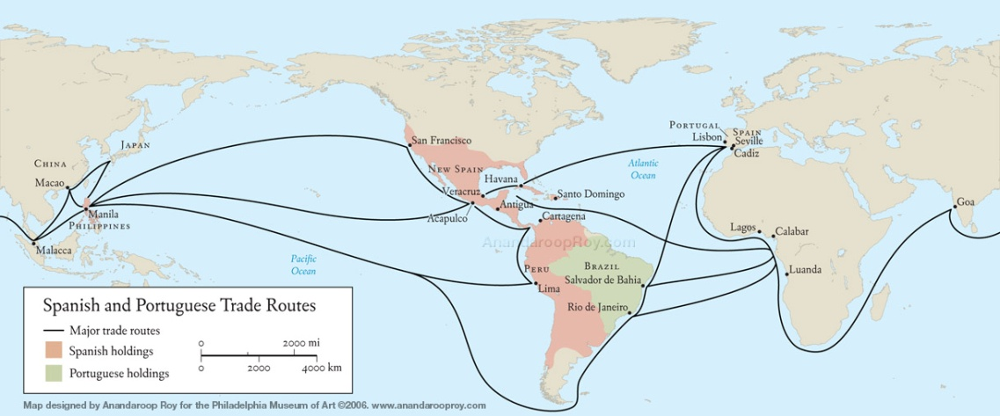 JAPAN
CHINA
Macao
Manila
PHILIPPINES
Malacca
Pacific
Ocean
San Francisco
NEW SPAIN
Havana
Veracruz
Santo Domingo
Acapulco
Antigua
Cartagena
AnandaroopRoy.com
PERU
Lima
BRAZIL
Salvador de Bahia
Rio de Janeiro
Atlantic
Ocean
PORTUGAL
Lisbon
SPAIN
Seville
Cadiz
Lagos
Calabar
Luanda
Goa
Spanish and Portuguese Trade Routes
Major trade routes
Spanish holdings
Portuguese holdings
0 2000 mi
0 2000 4000 km
Map designed by Anandaroop Roy for the Philadelphia Museum of Art ©2006. www.anandarooproy.com